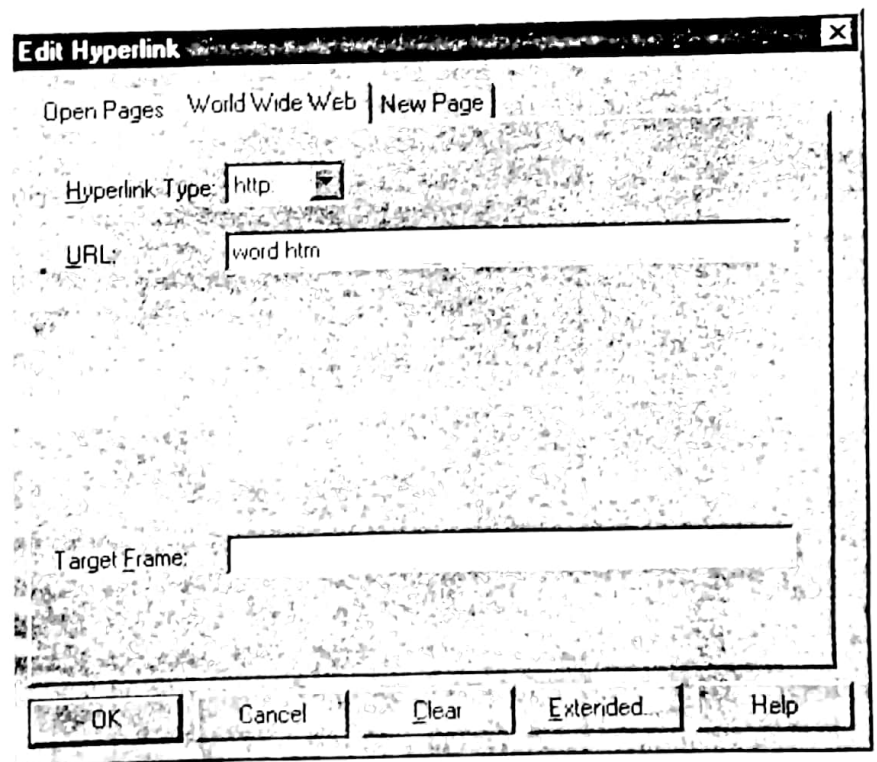 Edit Hyperlink
Open Pages World Wide Web New Page
Hyperlink Type: http:
URL: word htm
Target Frame:
OK Cancel Clear Extended... Help